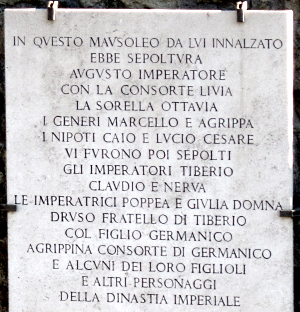 IN QVESTO MAVSOLEO DA LVI INNALZATO
EBBE SEPOLTVRA
AVGVSTO IMPERATORE
CON LA CONSORTE LIVIA
LA SORELLA OTTAVIA
I GENERI MARCELLO E AGRIPPA
I NIPOTI CAIO E LVCIO CESARE
VI FVRONO POI SEPOLTI
GLI IMPERATORI TIBERIO
CLAVDIO E NERVA
LE IMPERATRICI POPPEA E GIVLIA DOMNA
DRVSO FRATELLO DI TIBERIO
COL FIGLIO GERMANICO
AGRIPPINA CONSORTE DI GERMANICO
E ALCVNI DEI LORO FIGLIOLI
E ALTRI PERSONAGGI
DELLA DINASTIA IMPERIALE